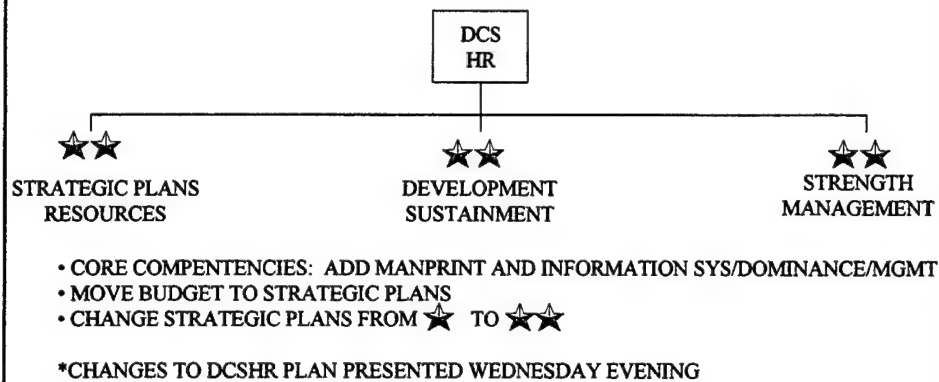 DCS
HR
STRATEGIC PLANS
RESOURCES
DEVELOPMENT
SUSTAINMENT
STRENGTH
MANAGEMENT
• CORE COMPENTENCIES: ADD MANPRINT AND INFORMATION SYS/DOMINANCE/MGMT
• MOVE BUDGET TO STRATEGIC PLANS
• CHANGE STRATEGIC PLANS FROM ★ TO ★★
*CHANGES TO DCSHR PLAN PRESENTED WEDNESDAY EVENING